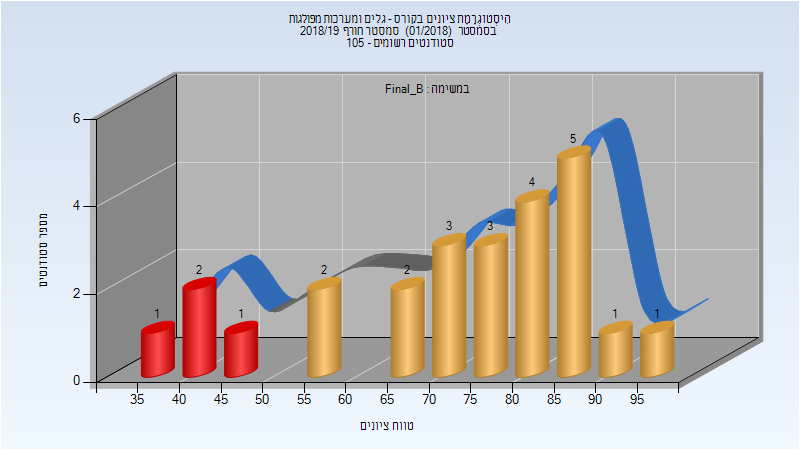 היסטוגרמת ציונים בקורס - גלים ומערכות מפולגות
בסמסטר (01/2018) סמסטר חורף 2018/19
סטודנטים רשומים - 105
במשימה : Final_B
מספר סטודנטים
6
4
2
0
1
2
1
2
2
3
3
4
5
1
1
35 40 45 50 55 60 65 70 75 80 85 90 95
טווח ציונים